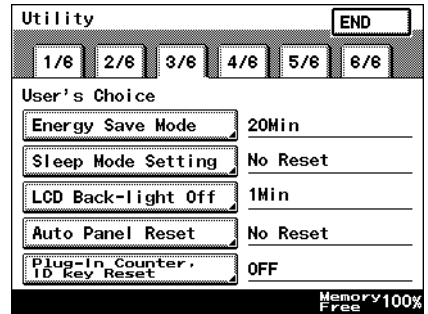 Utility END
1/6 2/6 3/6 4/6 5/6 6/6
User's Choice
Energy Save Mode 20Min
Sleep Mode Setting No Reset
LCD Back-light Off 1Min
Auto Panel Reset No Reset
Plug-In Counter,
ID key Reset OFF
Memory
Free 100%